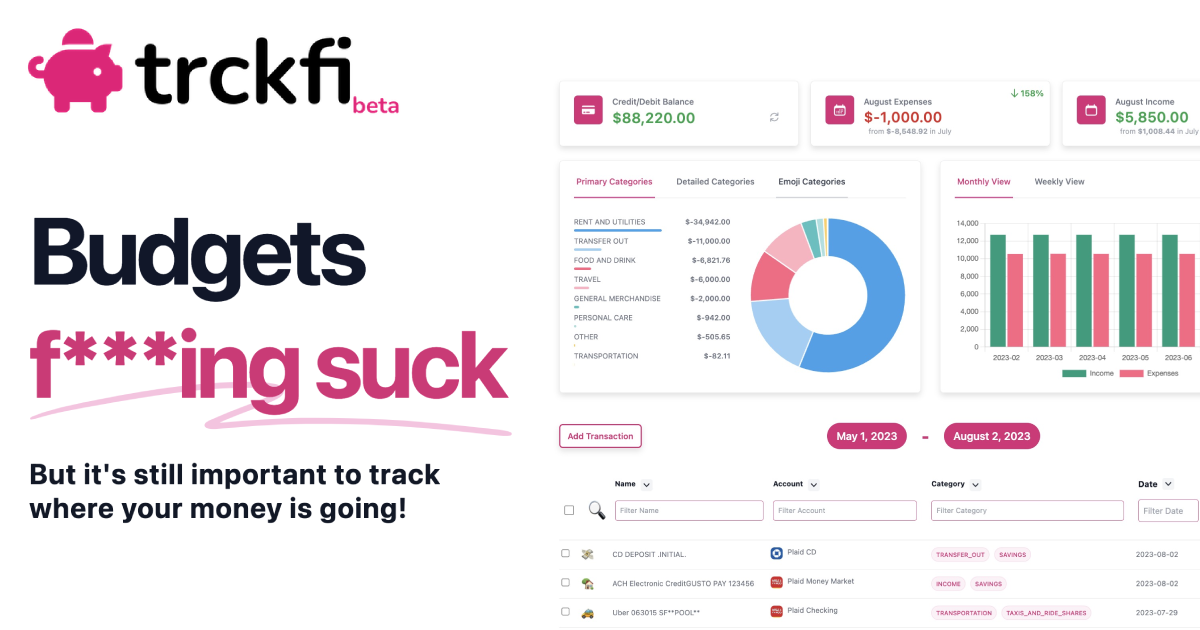 trckfi
beta
Budgets
f***ing suck
But it's still important to track
where your money is going!
Credit/Debit Balance
$88,220.00
August Expenses
$-1,000.00
from $-8,548.92 in July
158%
August Income
$5,850.00
from $1,008.44 in July
Primary Categories
Detailed Categories
Emoji Categories
RENT AND UTILITIES $-34,942.00
TRANSFER OUT $-11,000.00
FOOD AND DRINK $-6,821.76
TRAVEL $-6,000.00
GENERAL MERCHANDISE $-2,000.00
PERSONAL CARE $-942.00
OTHER $-505.65
TRANSPORTATION $-82.11
Monthly View
Weekly View
14,000
12,000
10,000
8,000
6,000
4,000
2,000
0
2023-02 2023-03 2023-04 2023-05 2023-06
Income Expenses
Add Transaction
May 1, 2023 - August 2, 2023
Name Account Category Date
Filter Name Filter Account Filter Category Filter Date
CD DEPOSIT .INITIAL. Plaid CD TRANSFER_OUT SAVINGS 2023-08-02
ACH Electronic CreditGUSTO PAY 123456 Plaid Money Market INCOME SAVINGS 2023-08-02
Uber 063015 SF**POOL** Plaid Checking TRANSPORTATION TAXIS_AND_RIDE_SHARES 2023-07-29